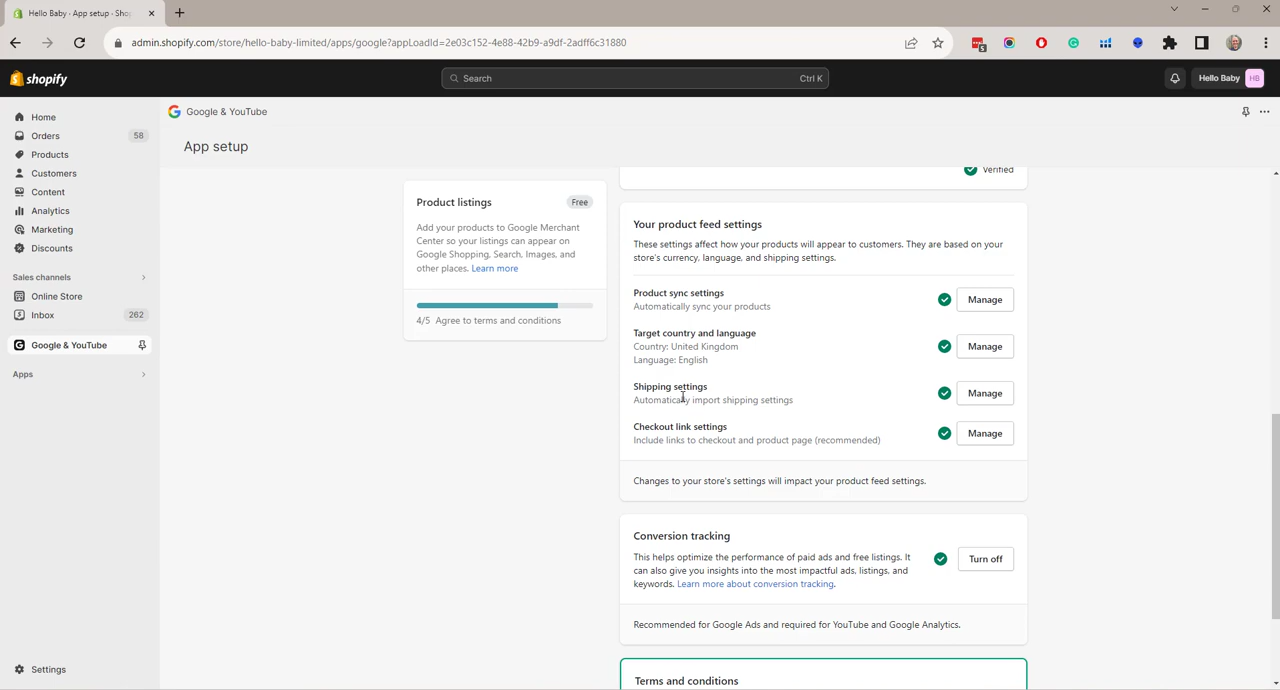 Hello Baby · App setup · Shop
admin.shopify.com/store/hello-baby-limited/apps/google?appLoadId=2e03c152-4e88-42b9-a9df-2adff6c31880
5
shopify
Search
Ctrl K
Hello Baby
HB
Home
Orders
58
Products
Customers
Content
Analytics
Marketing
Discounts
Sales channels
Online Store
Inbox
262
Google & YouTube
Apps
Settings
Google & YouTube
App setup
Product listings
Free
Add your products to Google Merchant
Center so your listings can appear on
Google Shopping, Search, Images, and
other places. Learn more
4/5 Agree to terms and conditions
Verified
Your product feed settings
These settings affect how your products will appear to customers. They are based on your
store's currency, language, and shipping settings.
Product sync settings
Automatically sync your products
Manage
Target country and language
Country: United Kingdom
Language: English
Manage
Shipping settings
Automatically import shipping settings
Manage
Checkout link settings
Include links to checkout and product page (recommended)
Manage
Changes to your store's settings will impact your product feed settings.
Conversion tracking
This helps optimize the performance of paid ads and free listings. It
can also give you insights into the most impactful ads, listings, and
keywords. Learn more about conversion tracking.
Turn off
Recommended for Google Ads and required for YouTube and Google Analytics.
Terms and conditions